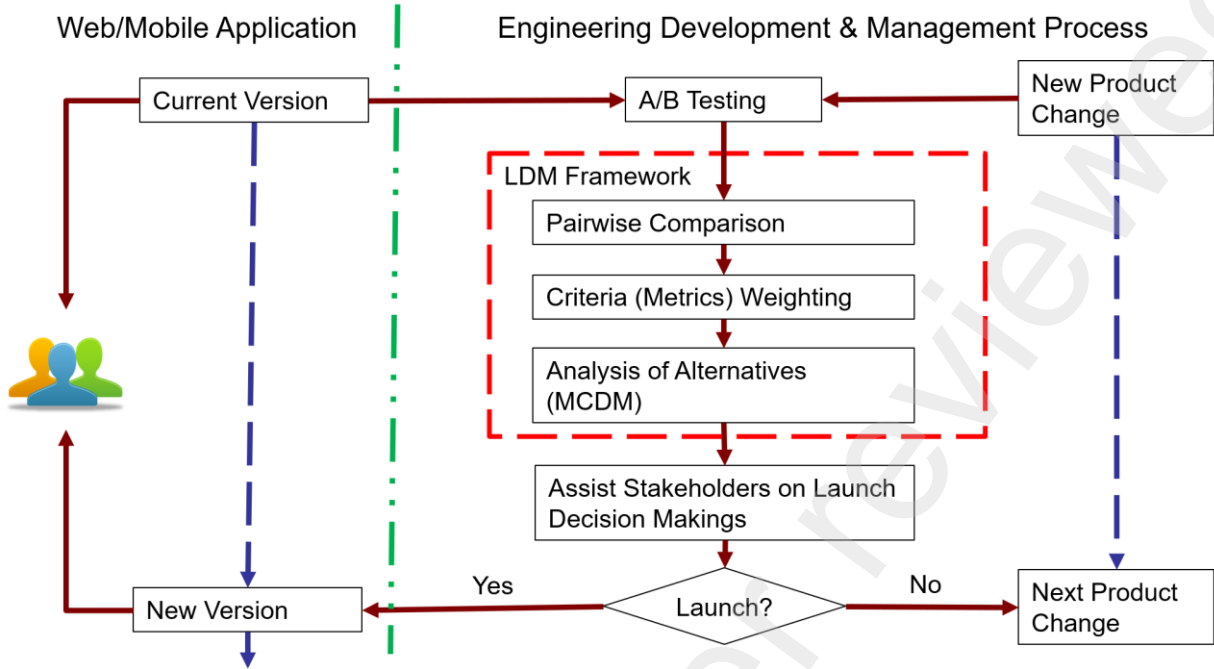 Web/Mobile Application
Engineering Development & Management Process
Current Version
A/B Testing
New Product
Change
LDM Framework
Pairwise Comparison
Criteria (Metrics) Weighting
Analysis of Alternatives
(MCDM)
Assist Stakeholders on Launch
Decision Makings
Yes
No
New Version
Launch?
Next Product
Change